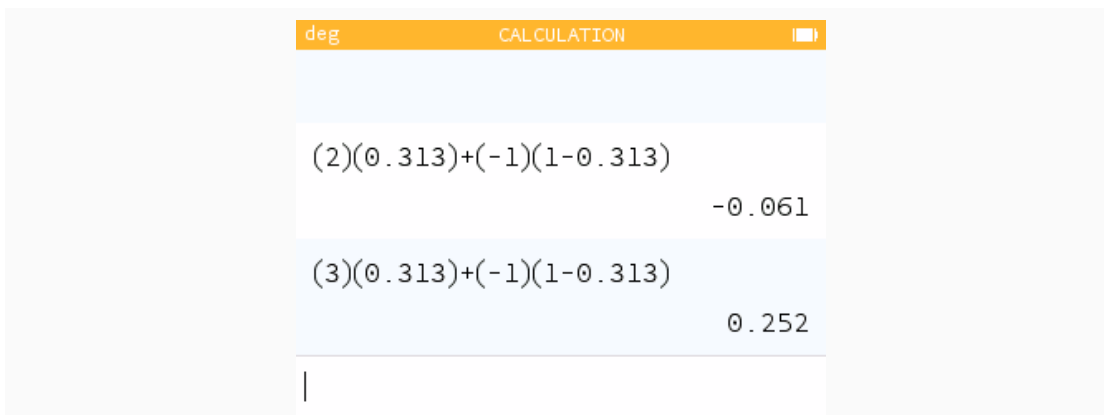 deg CALCULATION
(2)(0.313)+(-1)(1-0.313)
-0.061
(3)(0.313)+(-1)(1-0.313)
0.252